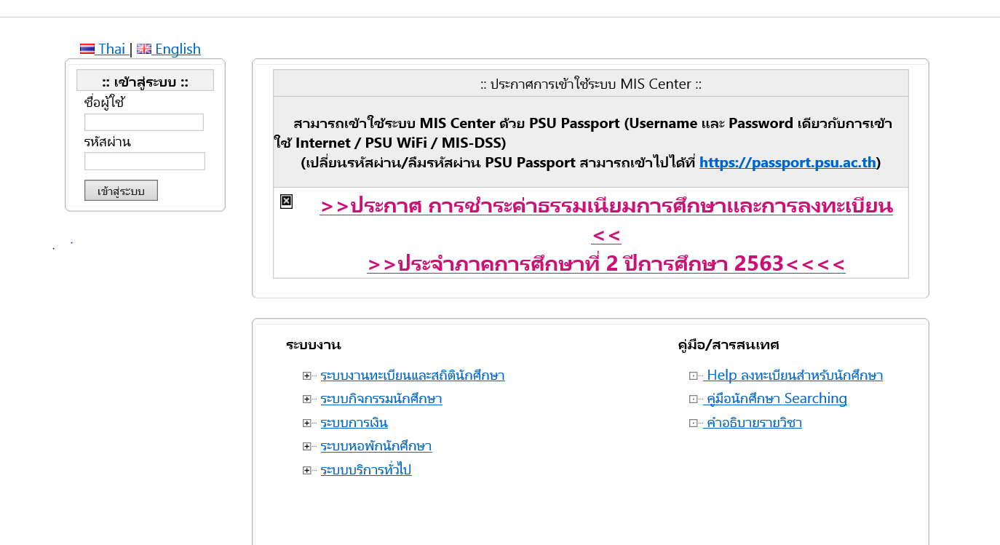 Thai | English
:: เข้าสู่ระบบ ::
ชื่อผู้ใช้
รหัสผ่าน
เข้าสู่ระบบ
:: ประกาศการเข้าใช้ระบบ MIS Center ::
สามารถเข้าใช้ระบบ MIS Center ด้วย PSU Passport (Username และ Password เดียวกับการเข้า
ใช้ Internet / PSU WiFi / MIS-DSS)
(เปลี่ยนรหัสผ่าน/ลืมรหัสผ่าน PSU Passport สามารถเข้าไปได้ที่ https://passport.psu.ac.th)
>>ประกาศ การชำระค่าธรรมเนียมการศึกษาและการลงทะเบียน
<<
>>ประจำภาคการศึกษาที่ 2 ปีการศึกษา 2563<<<<
ระบบงาน
ระบบงานทะเบียนและสถิตินักศึกษา
ระบบกิจกรรมนักศึกษา
ระบบการเงิน
ระบบหอพักนักศึกษา
ระบบบริการทั่วไป
คู่มือ/สารสนเทศ
Help ลงทะเบียนสำหรับนักศึกษา
คู่มือนักศึกษา Searching
คำอธิบายรายวิชา